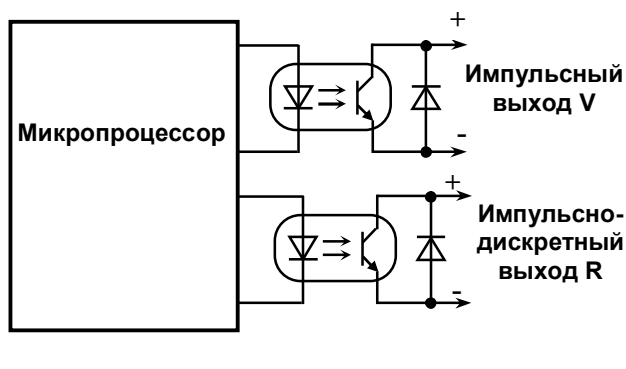 +
Импульсный
выход V
-
Микропроцессор
+
Импульсно-
дискретный
выход R
-